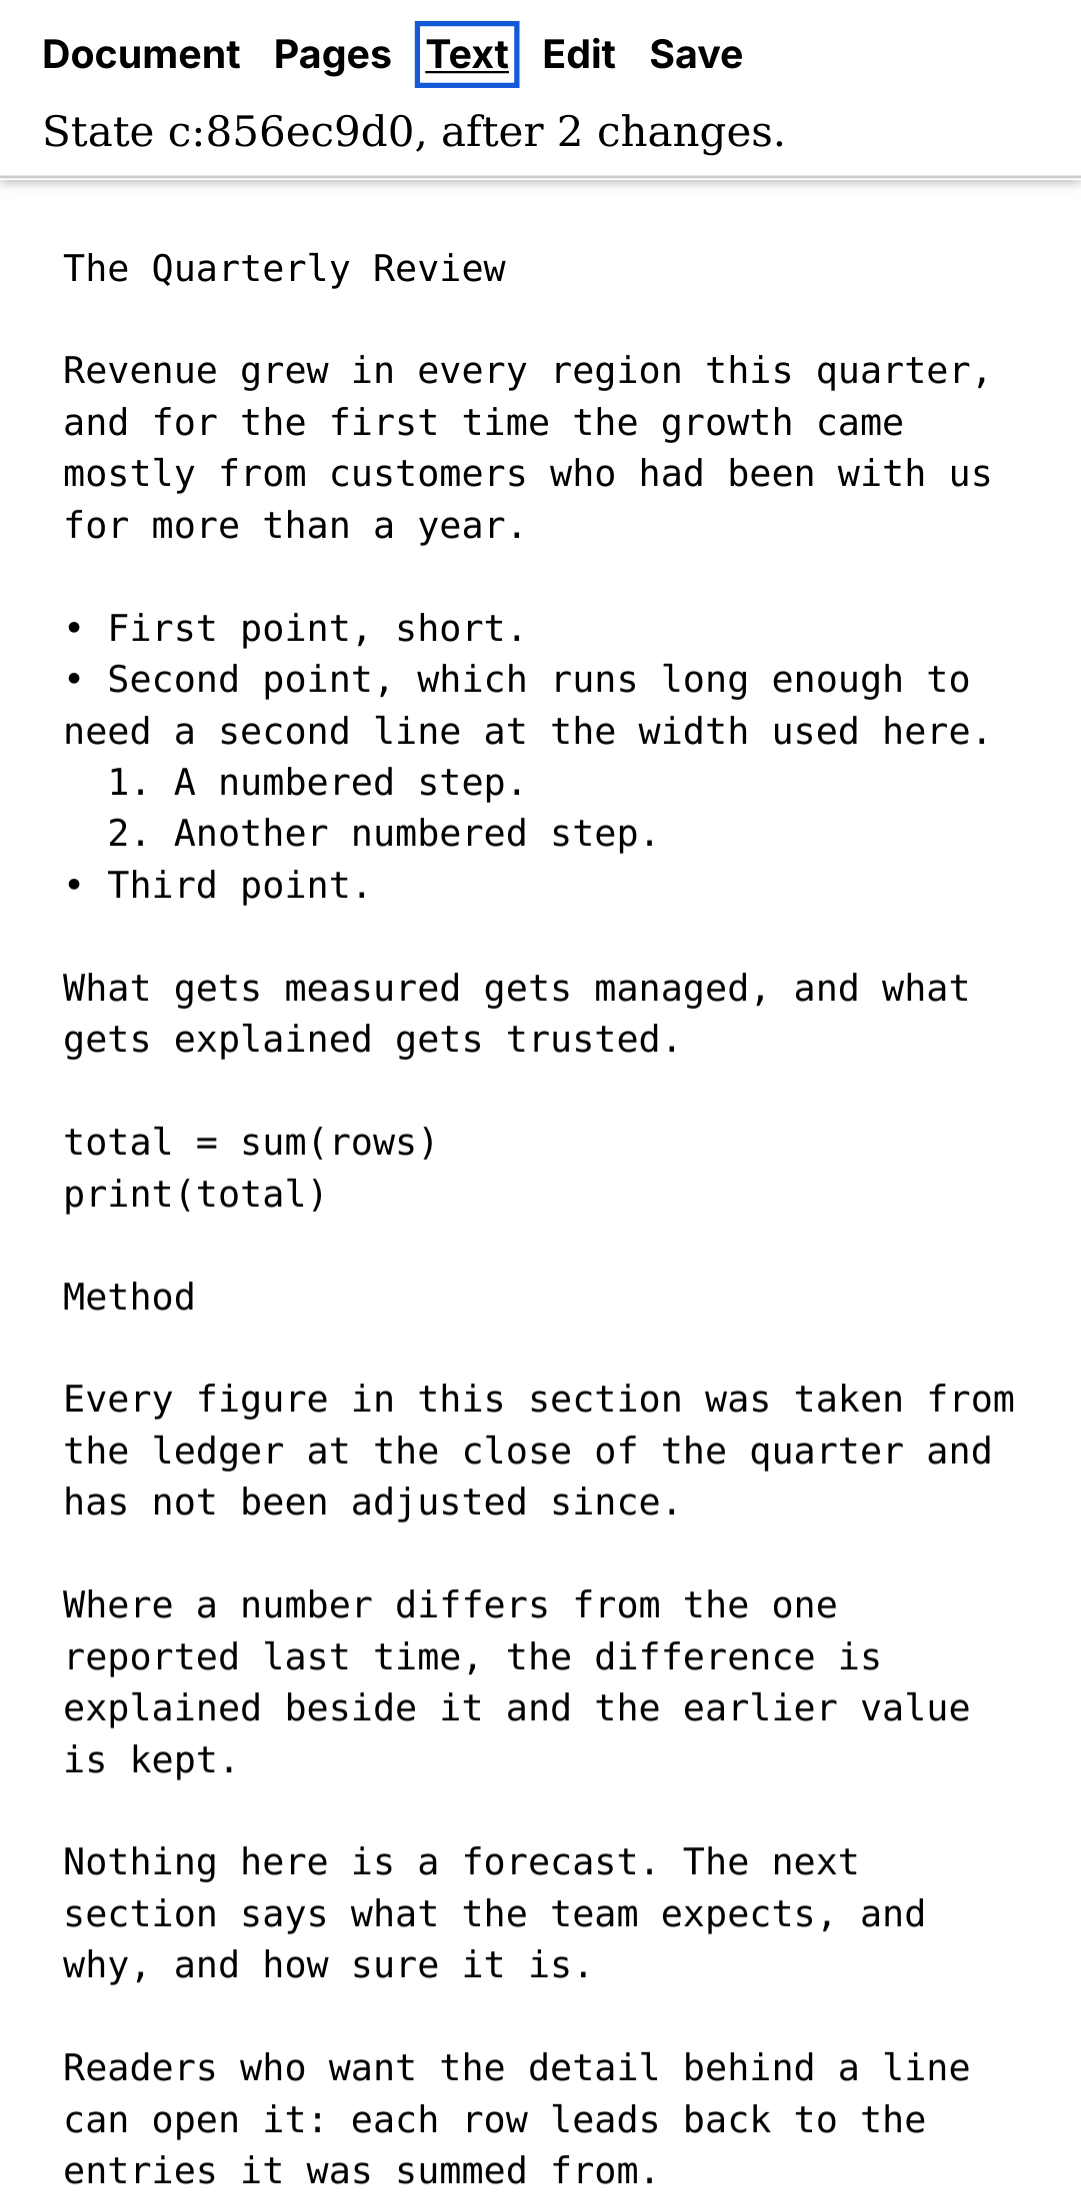 Document Pages Text Edit Save
State c:856ec9d0, after 2 changes.
The Quarterly Review
Revenue grew in every region this quarter,
and for the first time the growth came
mostly from customers who had been with us
for more than a year.
• First point, short.
• Second point, which runs long enough to
need a second line at the width used here.
1. A numbered step.
2. Another numbered step.
• Third point.
What gets measured gets managed, and what
gets explained gets trusted.
total = sum(rows)
print(total)
Method
Every figure in this section was taken from
the ledger at the close of the quarter and
has not been adjusted since.
Where a number differs from the one
reported last time, the difference is
explained beside it and the earlier value
is kept.
Nothing here is a forecast. The next
section says what the team expects, and
why, and how sure it is.
Readers who want the detail behind a line
can open it: each row leads back to the
entries it was summed from.